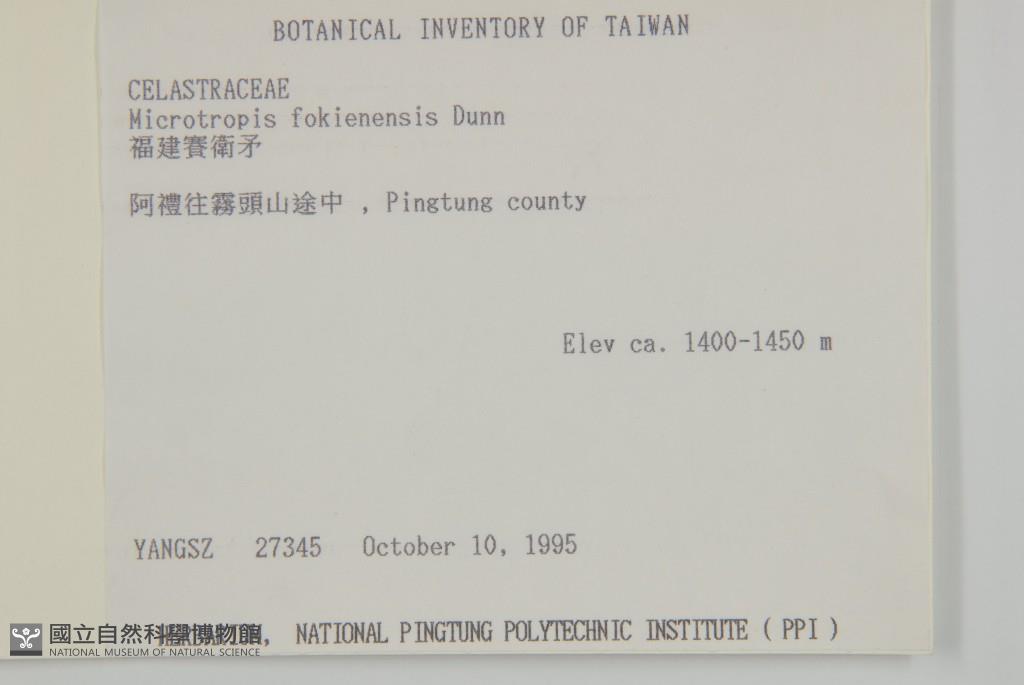 BOTANICAL INVENTORY OF TAIWAN
CELASTRACEAE
Microtropis fokienensis Dunn
福建賽衛矛
阿禮往霧頭山途中 , Pingtung county
Elev ca. 1400-1450 m
YANGSZ 27345 October 10, 1995
NATIONAL PINGTUNG POLYTECHNIC INSTITUTE ( PPI )
國立自然科學博物館
NATIONAL MUSEUM OF NATURAL SCIENCE